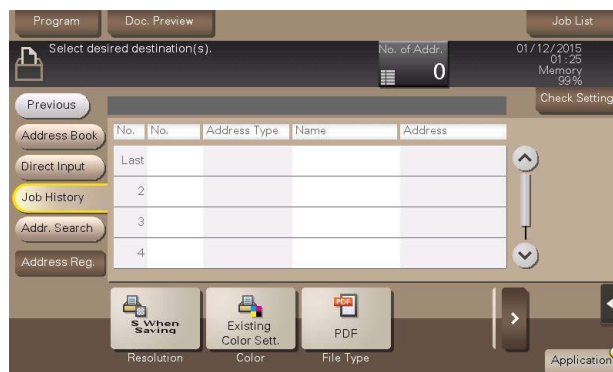 Program
Doc. Preview
Job List
Select desired destination(s).
No. of Addr.
0
01/12/2015
01:25
Memory
99%
Previous
Check Setting
Address Book
No.
No.
Address Type
Name
Address
Direct Input
Last
Job History
2
Addr. Search
3
Address Reg.
4
S When
Saving
Existing
Color Sett.
PDF
PDF
Resolution
Color
File Type
Application